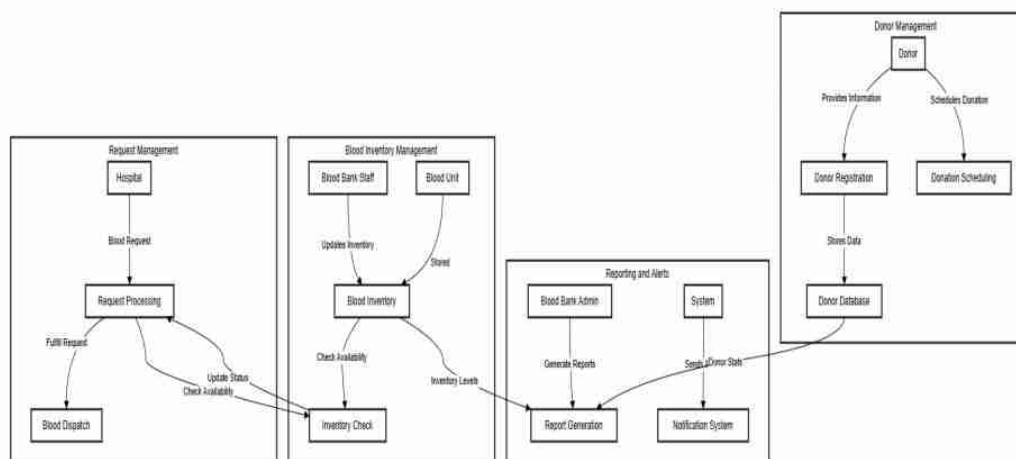 Donor Management
Donor
Provides Information
Schedules Donation
Donor Registration
Donation Scheduling
Stores Data
Donor Database
Request Management
Hospital
Blood Request
Request Processing
Fulfill Request
Update Status
Check Availability
Blood Dispatch
Blood Inventory Management
Blood Bank Staff
Blood Unit
Updates Inventory
Stored
Blood Inventory
Check Availability
Inventory Levels
Inventory Check
Reporting and Alerts
Blood Bank Admin
System
Generate Reports
Sends
Donor Stats
Report Generation
Notification System